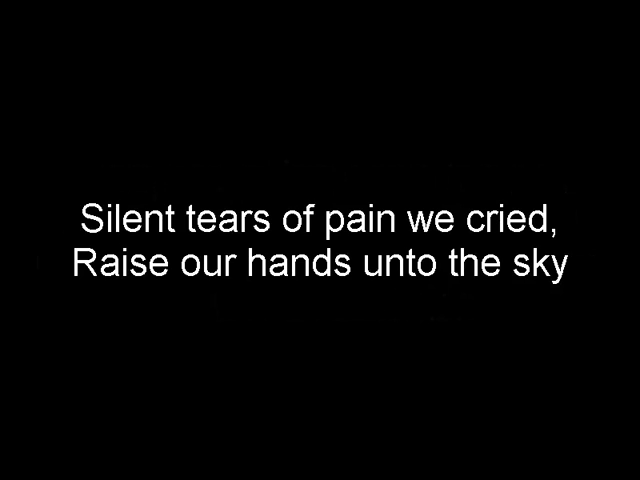 Silent tears of pain we cried,
Raise our hands unto the sky